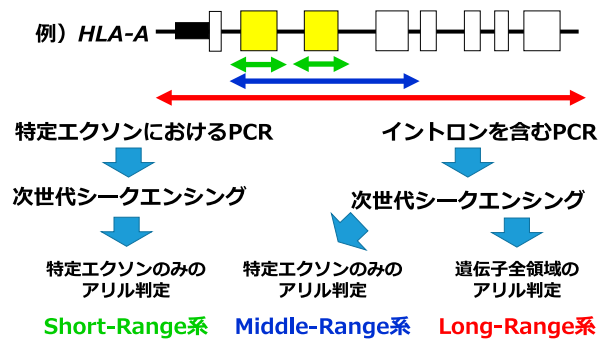 例）HLA-A
特定エクソンにおけるPCR
イントロンを含むPCR
次世代シークエンシング
次世代シークエンシング
特定エクソンのみの
アリル判定
特定エクソンのみの
アリル判定
遺伝子全領域の
アリル判定
Short-Range系
Middle-Range系
Long-Range系